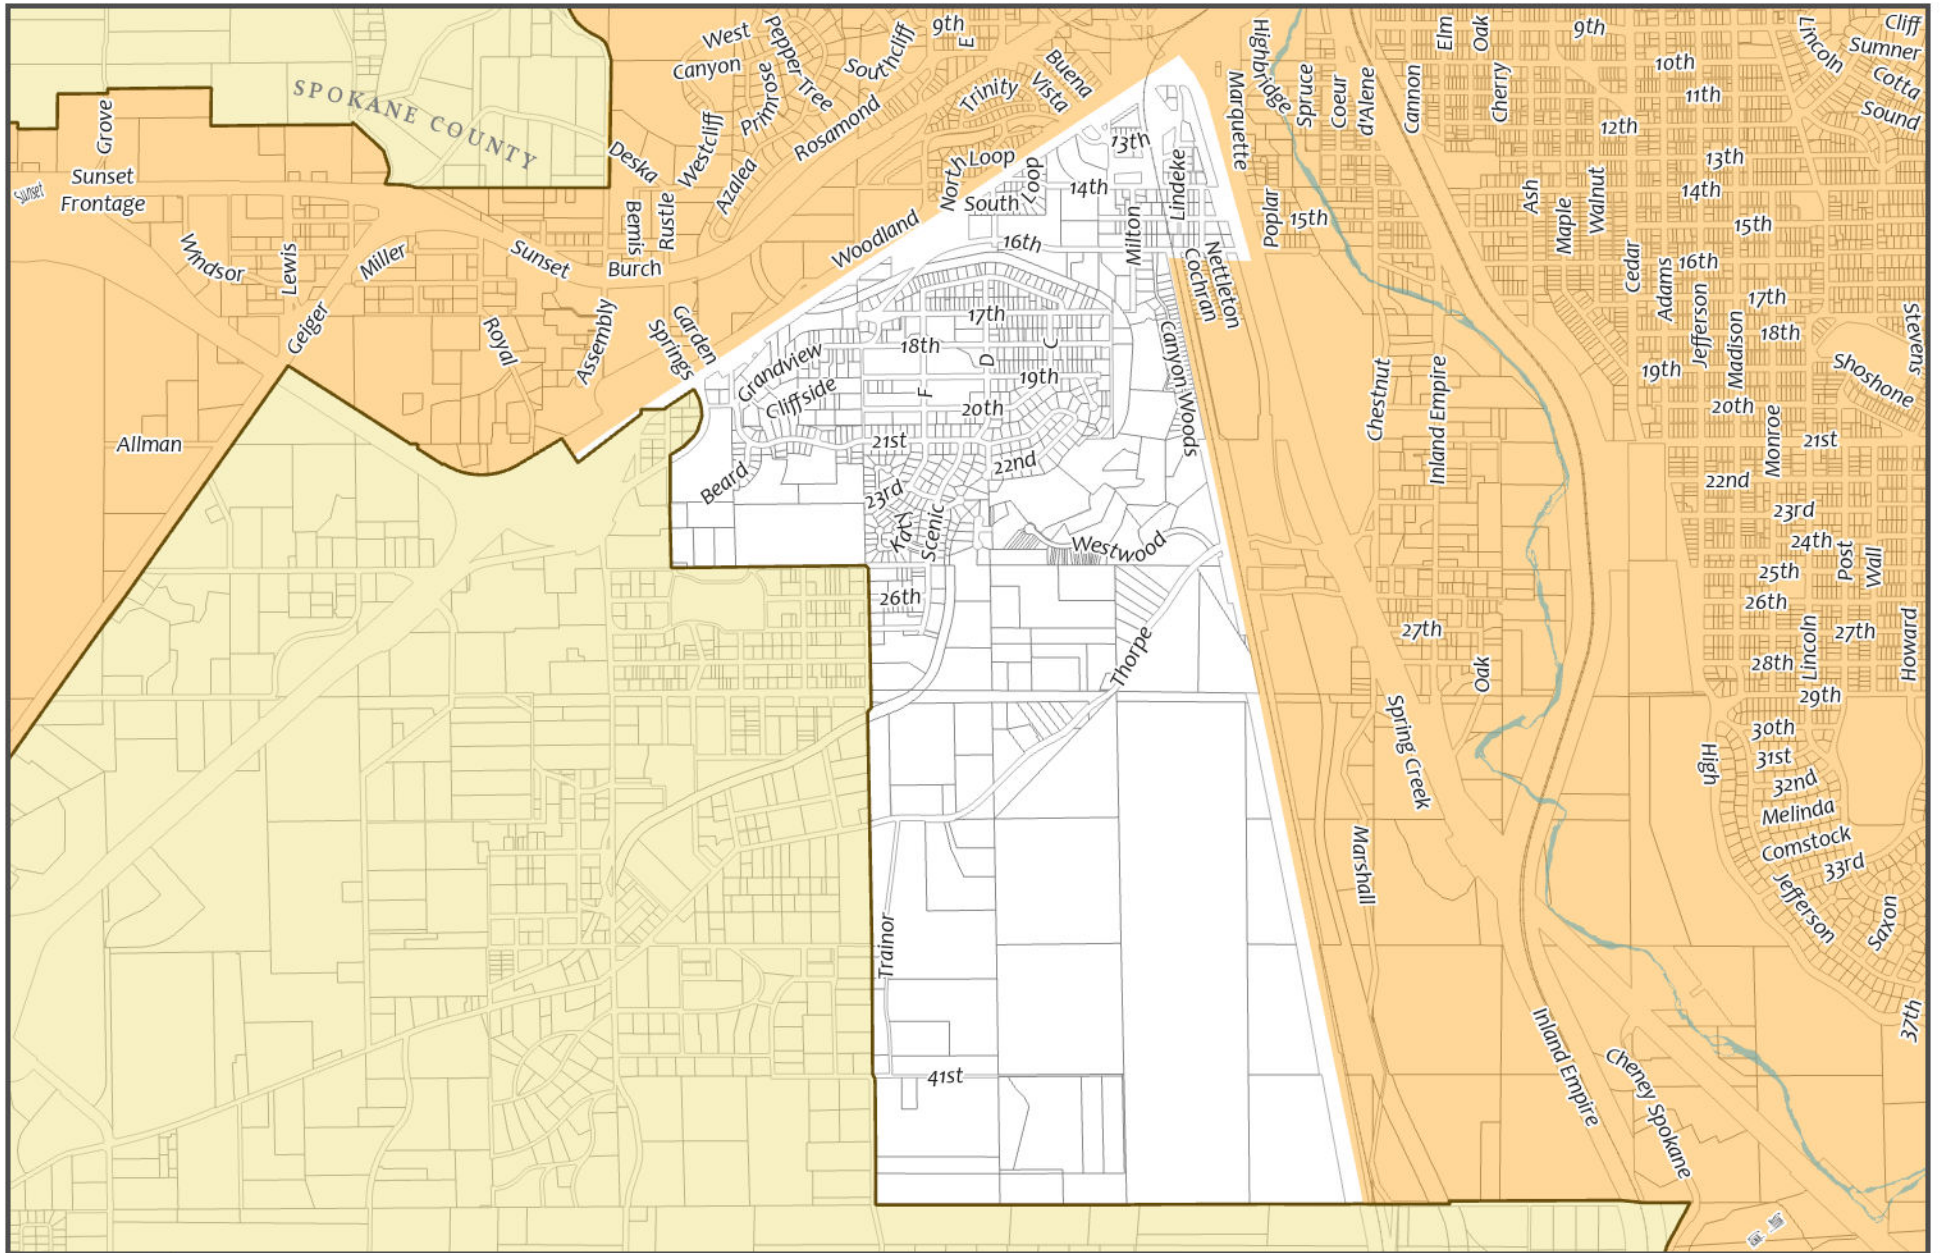 West
Canyon
Pepper Tree
Primrose
Southcliff
9th
E
Buena
Vista
Trinity
Rosamond
Highbridge
Marquette
Spruce
Coeur
d'Alene
Cannon
Elm
Oak
Cherry
9th
10th
11th
12th
13th
14th
15th
16th
17th
18th
19th
20th
21st
22nd
23rd
24th
25th
26th
27th
28th
29th
30th
31st
32nd
Melinda
Comstock
33rd
Jefferson
Saxon
37th
Lincoln
Cliff
Sumner
Cotta
Sound
Stevens
Shoshone
Ash
Maple
Walnut
Cedar
Adams
Jefferson
Madison
Monroe
Post
Wall
Howard
Lincoln
High
SPOKANE COUNTY
Grove
Sunset
Sunset
Frontage
Windsor
Lewis
Miller
Geiger
Allman
Royal
Sunset
Assembly
Deska
Westcliff
Azalea
Bemis
Rustle
Burch
Garden
Springs
Woodland
North Loop
South Loop
13th
14th
16th
Milton
Lindeke
Nettleton
Cochran
Canyon Woods
Poplar
15th
17th
18th
D
C
19th
F
20th
21st
22nd
23rd
Kay
Scenic
26th
Grandview
Cliffside
Beard
Westwood
Thorpe
Trainor
41st
Chestnut
Inland Empire
27th
Oak
Spring Creek
Marshall
Inland Empire
Cheney Spokane